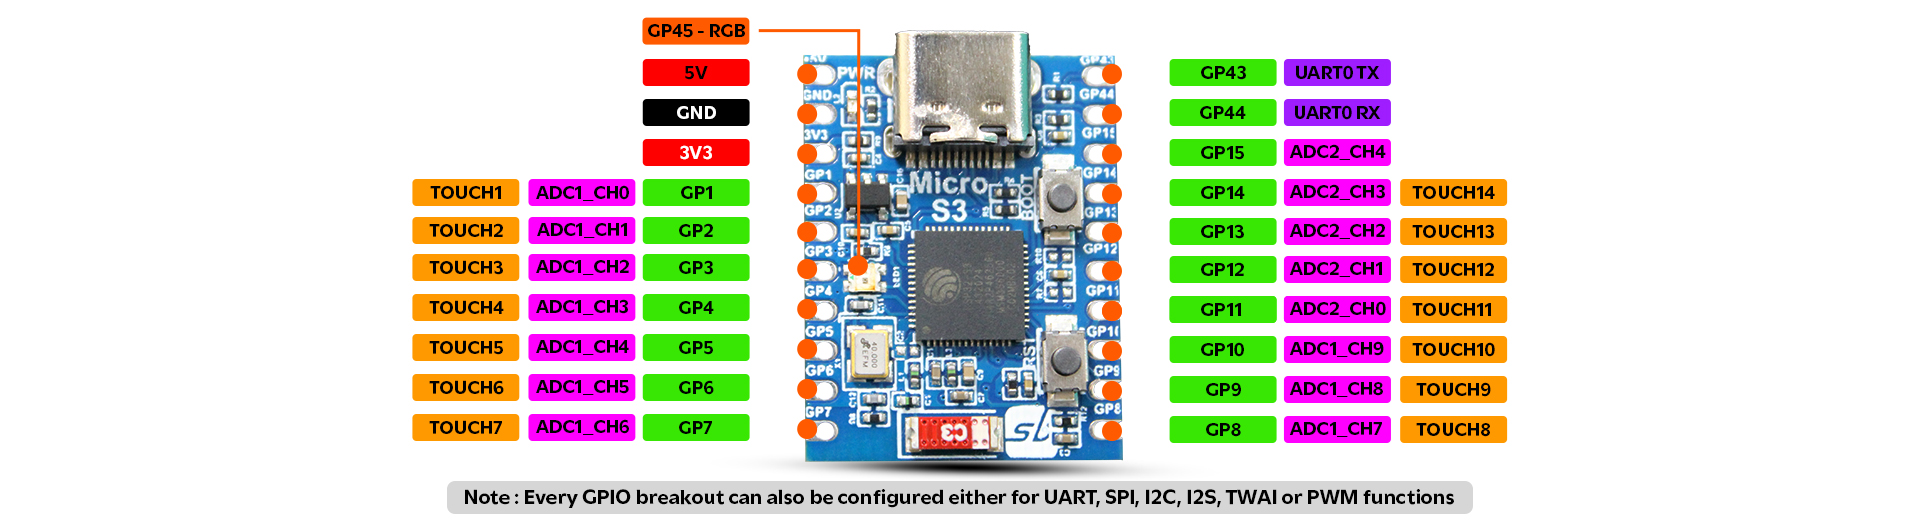 GP45 - RGB
5V
GND
3V3
TOUCH1 ADC1_CH0 GP1
TOUCH2 ADC1_CH1 GP2
TOUCH3 ADC1_CH2 GP3
TOUCH4 ADC1_CH3 GP4
TOUCH5 ADC1_CH4 GP5
TOUCH6 ADC1_CH5 GP6
TOUCH7 ADC1_CH6 GP7
PWR
GND
3V3
GP1
GP2
GP3
GP4
GP5
GP6
GP7
Micro
S3
BOOT
RST
40.000
GP43
GP44
GP15
GP14
GP12
GP11
GP10
GP9
GP8
GP43 UART0 TX
GP44 UART0 RX
GP15 ADC2_CH4
GP14 ADC2_CH3 TOUCH14
GP13 ADC2_CH2 TOUCH13
GP12 ADC2_CH1 TOUCH12
GP11 ADC2_CH0 TOUCH11
GP10 ADC1_CH9 TOUCH10
GP9 ADC1_CH8 TOUCH9
GP8 ADC1_CH7 TOUCH8
Note : Every GPIO breakout can also be configured either for UART, SPI, I2C, I2S, TWAI or PWM functions